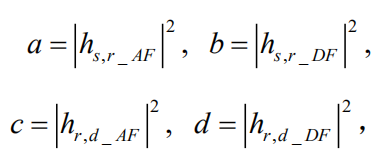 a = |h_{s,r_AF}|^2 , b = |h_{s,r_DF}|^2 ,
c = |h_{r,d_AF}|^2 , d = |h_{r,d_DF}|^2 ,